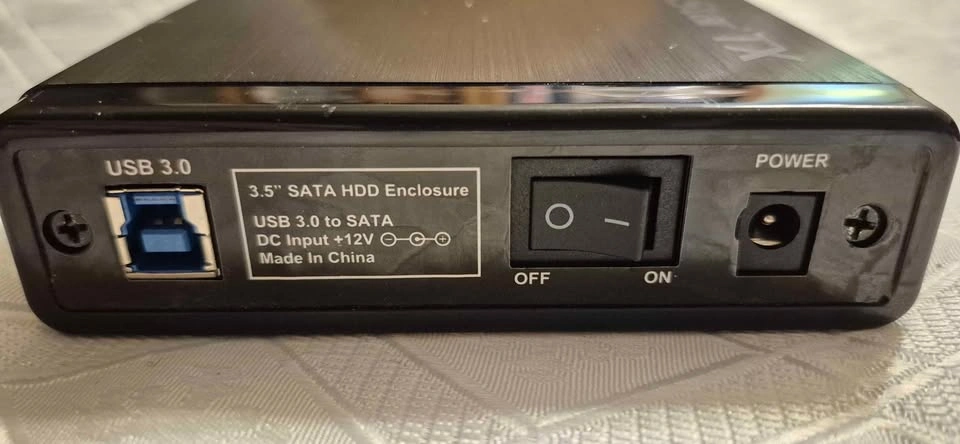 USB 3.0
3.5" SATA HDD Enclosure
USB 3.0 to SATA
DC Input +12V
Made In China
O
OFF
ON
POWER